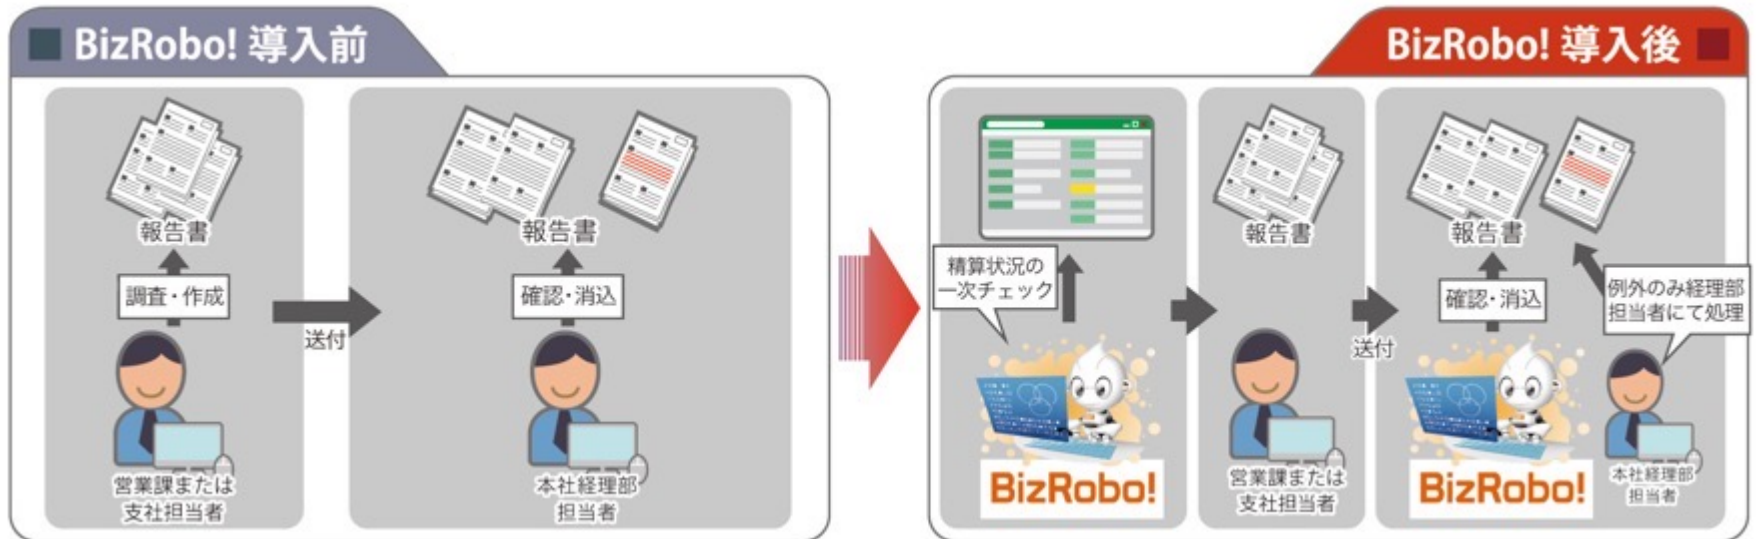 BizRobo! 導入前
報告書
調査・作成
営業課または
支社担当者
送付
報告書
確認・消込
本社経理部
担当者
BizRobo! 導入後
精算状況の
一次チェック
BizRobo!
報告書
営業課または
支社担当者
送付
報告書
確認・消込
BizRobo!
例外のみ経理部
担当者にて処理
本社経理部
担当者